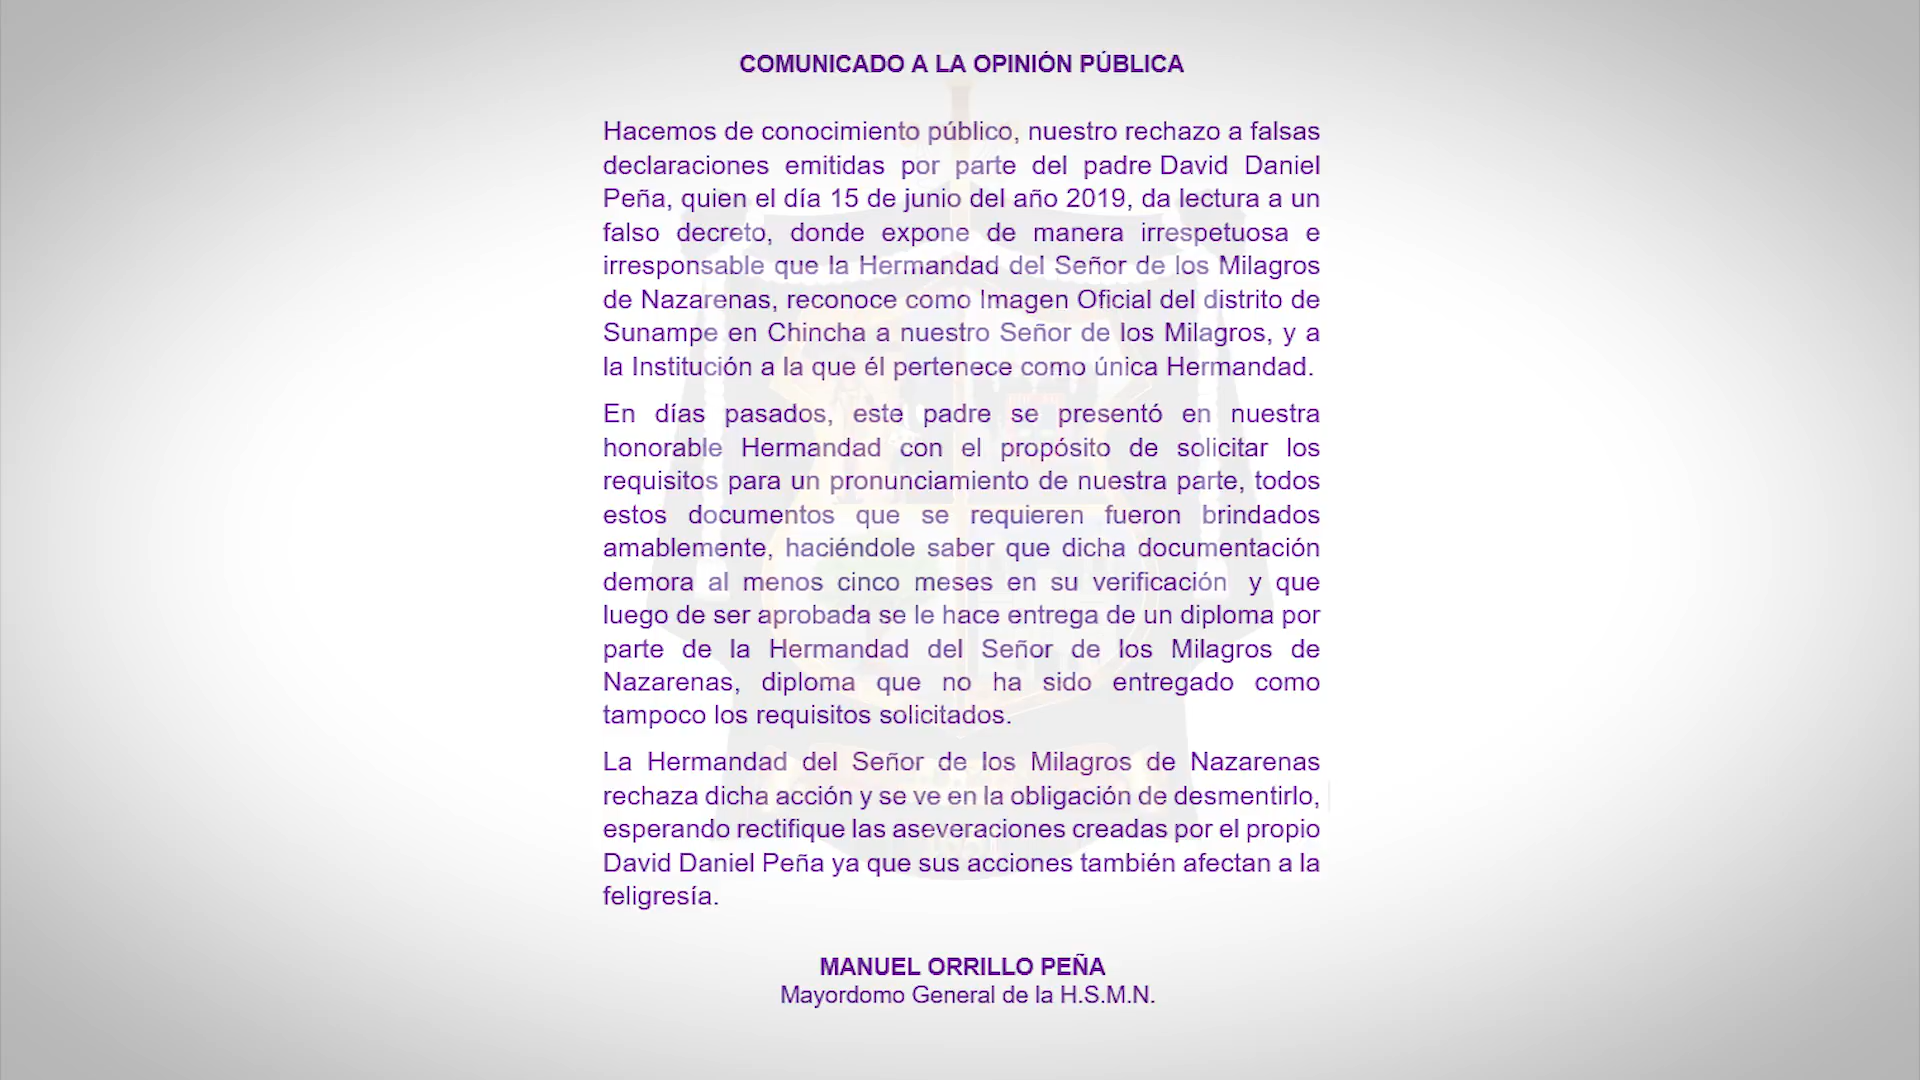 COMUNICADO A LA OPINIÓN PÚBLICA
Hacemos de conocimiento público, nuestro rechazo a falsas
declaraciones emitidas por parte del padre David Daniel
Peña, quien el día 15 de junio del año 2019, da lectura a un
falso decreto, donde expone de manera irrespetuosa e
irresponsable que la Hermandad del Señor de los Milagros
de Nazarenas, reconoce como Imagen Oficial del distrito de
Sunampe en Chincha a nuestro Señor de los Milagros, y a
la Institución a la que él pertenece como única Hermandad.
En días pasados, este padre se presentó en nuestra
honorable Hermandad con el propósito de solicitar los
requisitos para un pronunciamiento de nuestra parte, todos
estos documentos que se requieren fueron brindados
amablemente, haciéndole saber que dicha documentación
demora al menos cinco meses en su verificación y que
luego de ser aprobada se le hace entrega de un diploma por
parte de la Hermandad del Señor de los Milagros de
Nazarenas, diploma que no ha sido entregado como
tampoco los requisitos solicitados.
La Hermandad del Señor de los Milagros de Nazarenas
rechaza dicha acción y se ve en la obligación de desmentirlo,
esperando rectifique las aseveraciones creadas por el propio
David Daniel Peña ya que sus acciones también afectan a la
feligresía.
MANUEL ORRILLO PEÑA
Mayordomo General de la H.S.M.N.